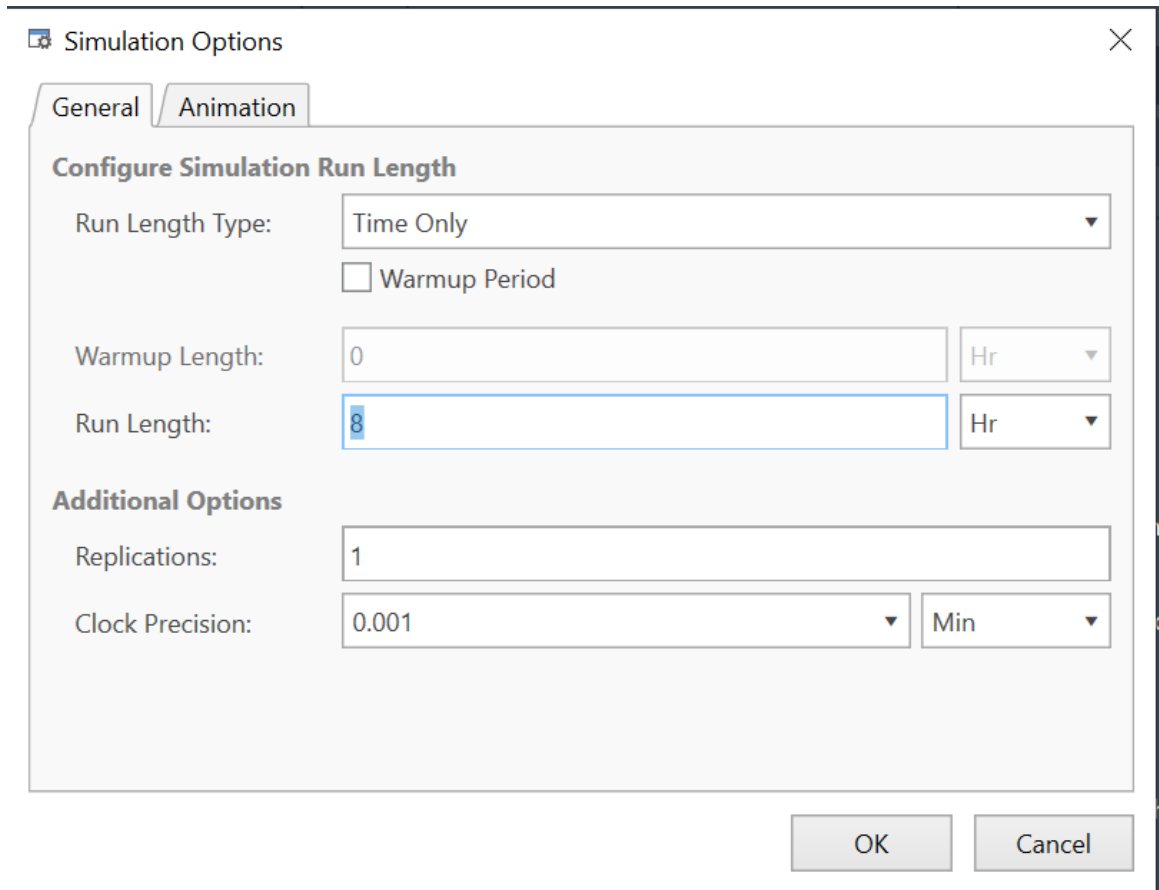 Simulation Options
General Animation
Configure Simulation Run Length
Run Length Type: Time Only
Warmup Period
Warmup Length: 0 Hr
Run Length: 8 Hr
Additional Options
Replications: 1
Clock Precision: 0.001 Min
OK Cancel